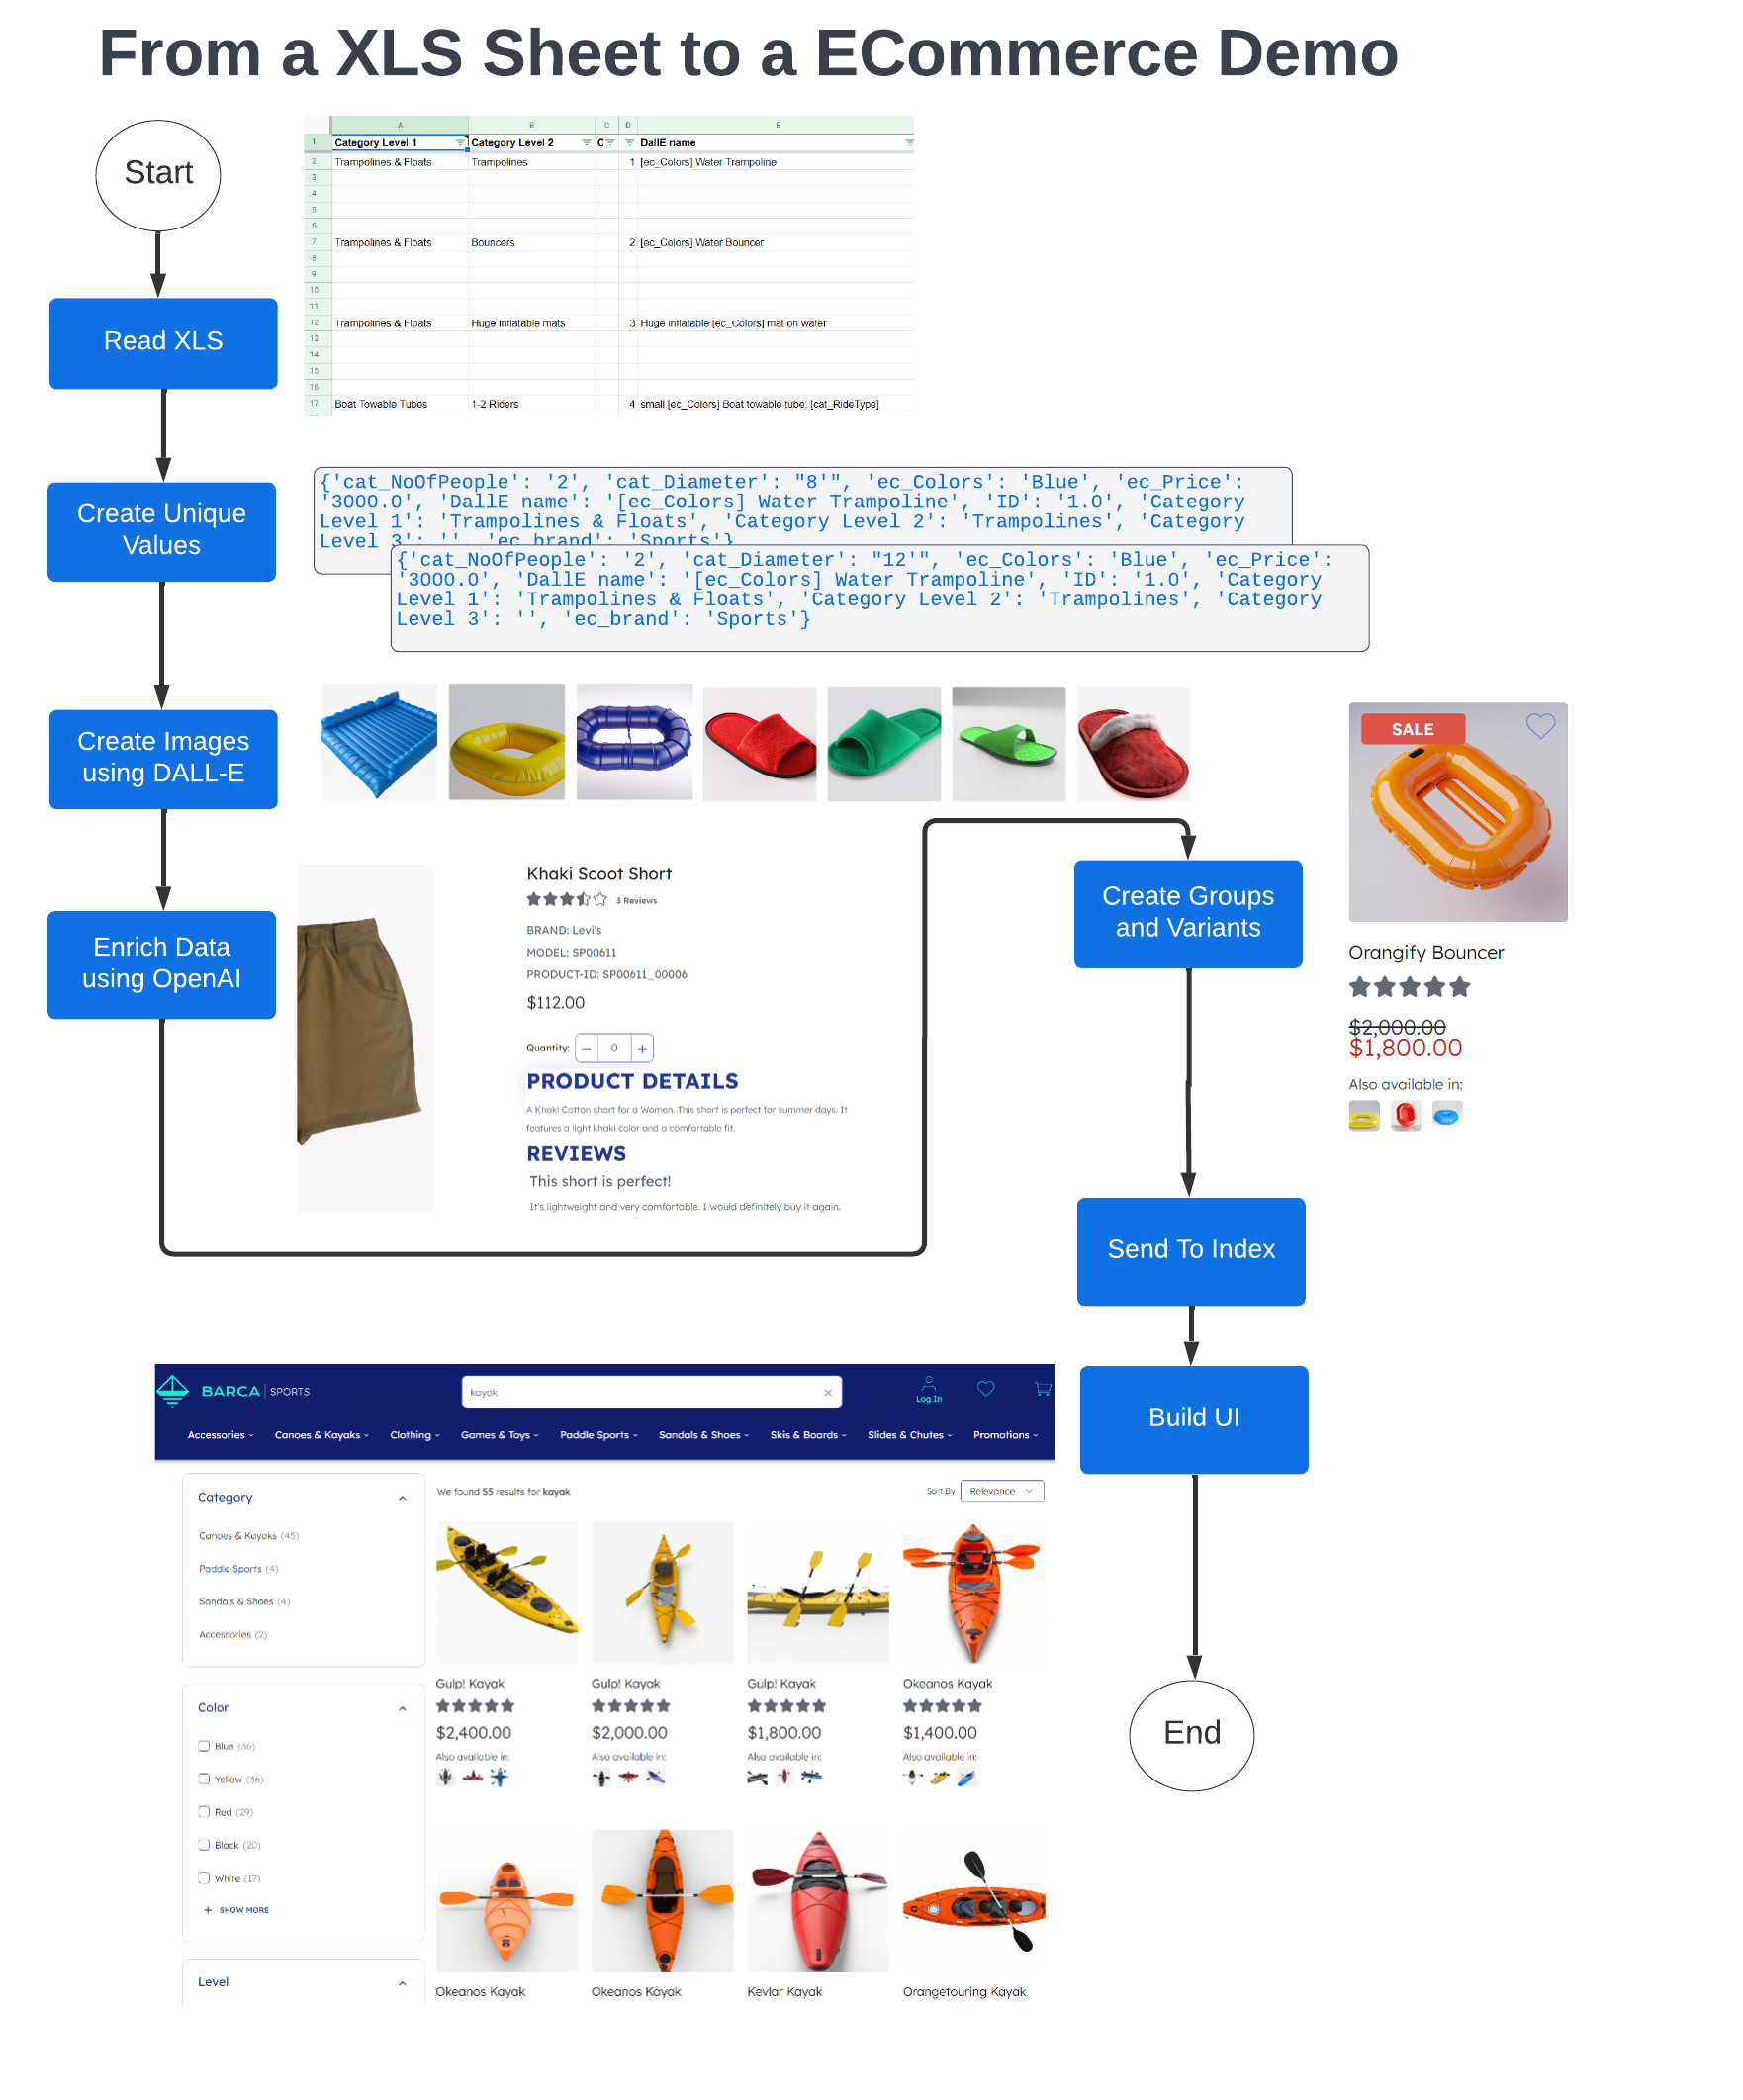 From a XLS Sheet to a ECommerce Demo
Start
A B C D E
1 Category Level 1 Category Level 2 C DallE name
2 Trampolines & Floats Trampolines 1 [ec_Colors] Water Trampoline
3
4
5
6
7 Trampolines & Floats Bouncers 2 [ec_Colors] Water Bouncer
8
9
10
11
12 Trampolines & Floats Huge inflatable mats 3 Huge inflatable [ec_Colors] mat on water
13
14
15
16
17 Boat Towable Tubes 1-2 Riders 4 small [ec_Colors] Boat towable tube, [cat_RideType]
Read XLS
Create Unique
Values
{'cat_NoOfPeople': '2', 'cat_Diameter': "8'", 'ec_Colors': 'Blue', 'ec_Price':
'3000.0', 'DallE name': '[ec_Colors] Water Trampoline', 'ID': '1.0', 'Category
Level 1': 'Trampolines & Floats', 'Category Level 2': 'Trampolines', 'Category
Level 3': '', 'ec_brand': 'Sports'}
{'cat_NoOfPeople': '2', 'cat_Diameter': "12'", 'ec_Colors': 'Blue', 'ec_Price':
'3000.0', 'DallE name': '[ec_Colors] Water Trampoline', 'ID': '1.0', 'Category
Level 1': 'Trampolines & Floats', 'Category Level 2': 'Trampolines', 'Category
Level 3': '', 'ec_brand': 'Sports'}
Create Images
using DALL-E
Enrich Data
using OpenAI
Khaki Scoot Short
3 Reviews
BRAND: Levi's
MODEL: SP00611
PRODUCT-ID: SP00611_00006
$112.00
Quantity: − 0 +
PRODUCT DETAILS
A Khaki Cotton short for a Women. This short is perfect for summer days. It
features a light khaki color and a comfortable fit.
REVIEWS
This short is perfect!
It's lightweight and very comfortable. I would definitely buy it again.
Create Groups
and Variants
SALE
Orangify Bouncer
$2,000.00
$1,800.00
Also available in:
Send To Index
Build UI
End
BARCA | SPORTS
kayak ×
Log In
Accessories Canoes & Kayaks Clothing Games & Toys Paddle Sports Sandals & Shoes Skis & Boards Slides & Chutes Promotions
Category
Canoes & Kayaks (45)
Paddle Sports (4)
Sandals & Shoes (4)
Accessories (2)
Color
Blue (36)
Yellow (36)
Red (29)
Black (20)
White (17)
+ SHOW MORE
Level
We found 55 results for kayak
Sort By Relevance
Gulp! Kayak Gulp! Kayak Gulp! Kayak Okeanos Kayak
$2,400.00 $2,000.00 $1,800.00 $1,400.00
Also available in: Also available in: Also available in: Also available in:
Okeanos Kayak Okeanos Kayak Kevlar Kayak Orangetouring Kayak